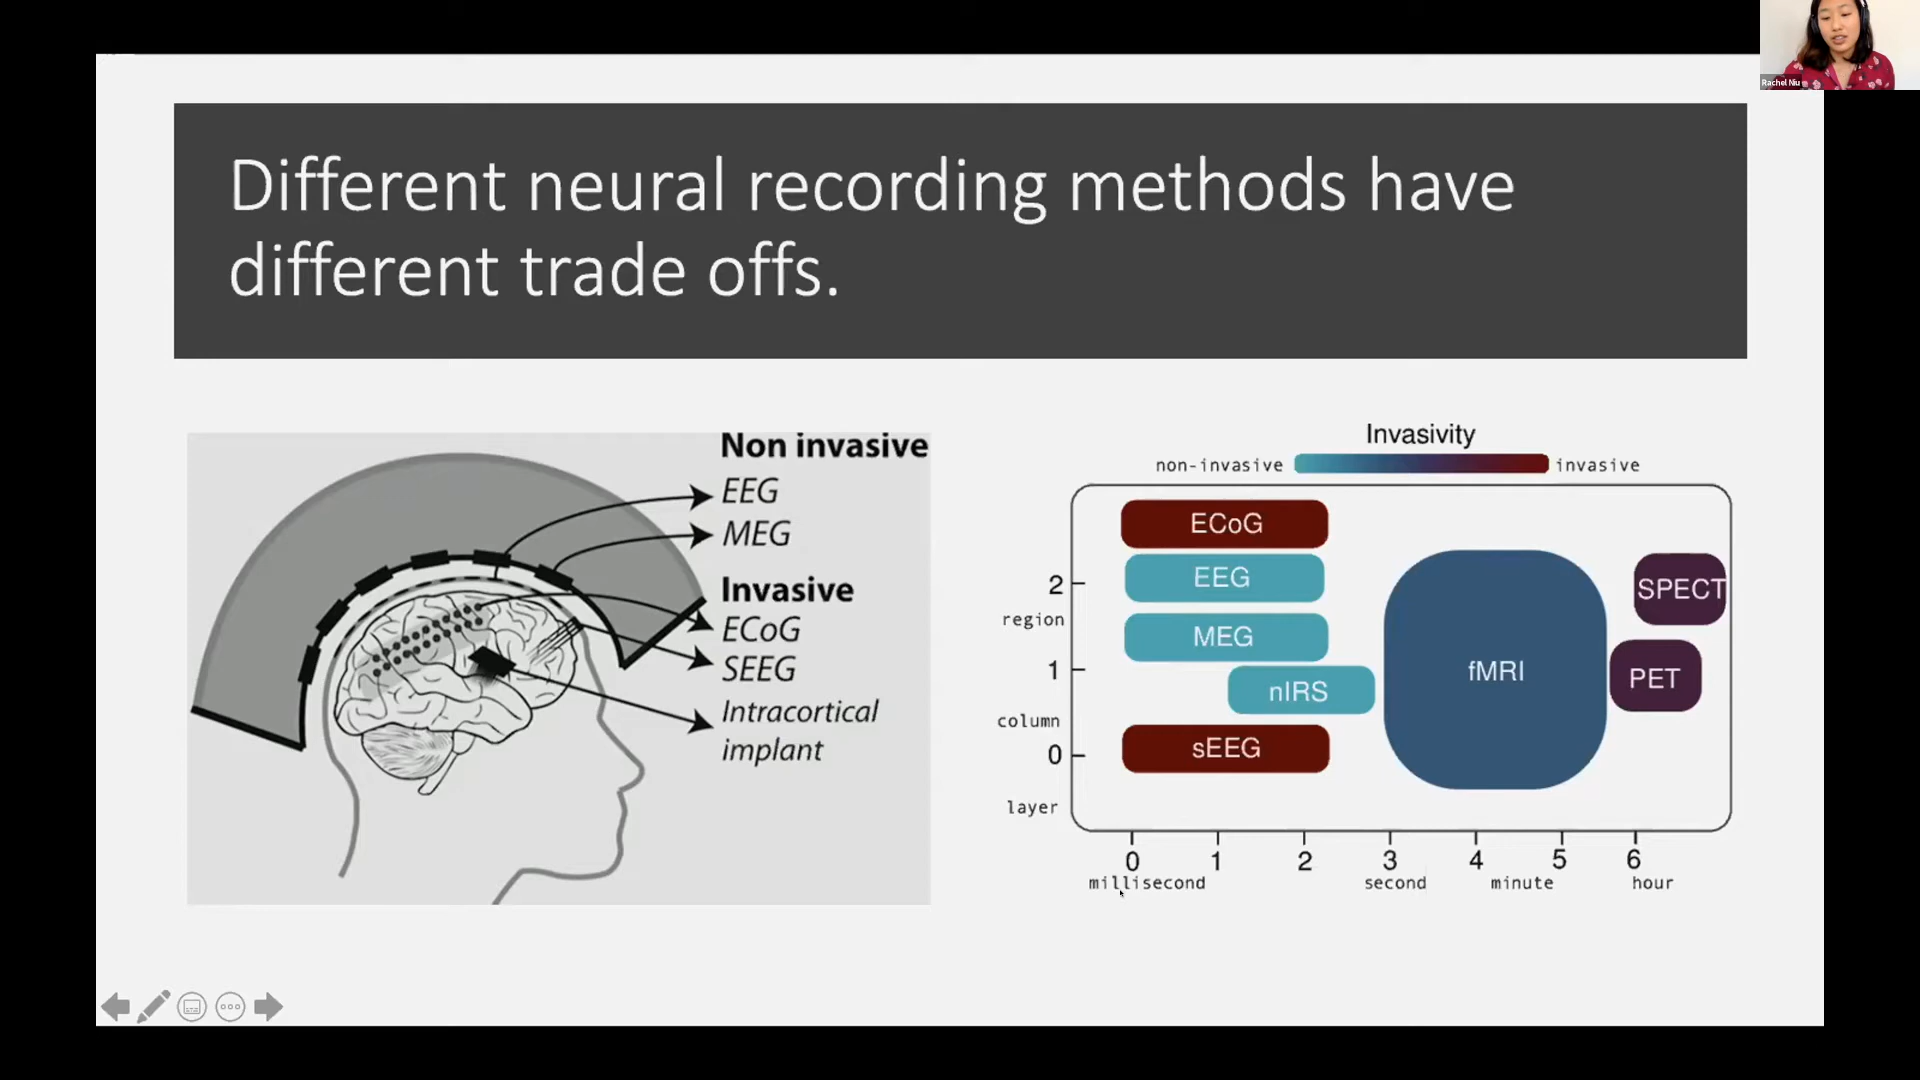 Rachel Niu
Different neural recording methods have
different trade offs.
Non invasive
EEG
MEG
Invasive
ECoG
SEEG
Intracortical
implant
Invasivity
non-invasive
invasive
ECoG
EEG
MEG
nIRS
sEEG
fMRI
SPECT
PET
2
region
1
column
0
layer
0
1
2
3
4
5
6
millisecond
second
minute
hour